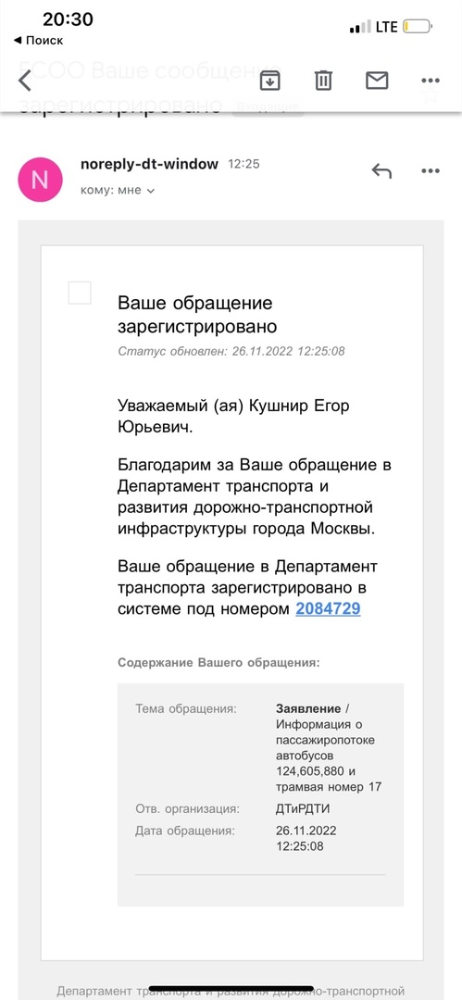 20:30
LTE
Поиск
ЕСОО Ваше сообщение
зарегистрировано Входящие
noreply-dt-window 12:25
кому: мне
N
Ваше обращение
зарегистрировано
Статус обновлен: 26.11.2022 12:25:08
Уважаемый (ая) Кушнир Егор
Юрьевич.
Благодарим за Ваше обращение в
Департамент транспорта и
развития дорожно-транспортной
инфраструктуры города Москвы.
Ваше обращение в Департамент
транспорта зарегистрировано в
системе под номером 2084729
Содержание Вашего обращения:
Тема обращения: Заявление /
Информация о
пассажиропотоке
автобусов
124,605,880 и
трамвая номер 17
Отв. организация: ДТиРДТИ
Дата обращения: 26.11.2022
12:25:08
Департамент транспорта и развития дорожно-транспортной